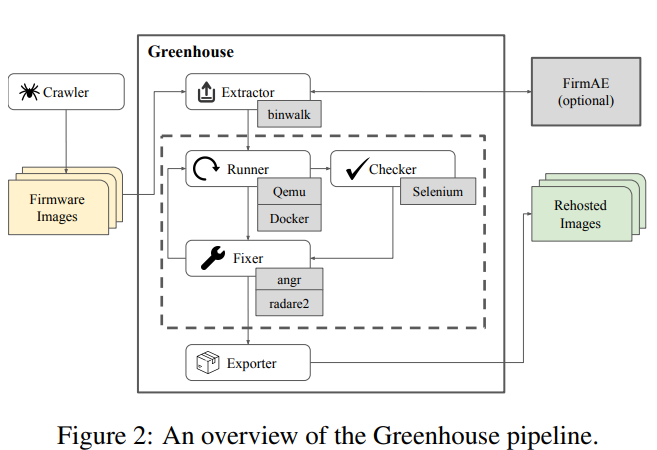 Greenhouse
Crawler
Extractor
binwalk
FirmAE
(optional)
Runner
Qemu
Docker
Checker
Selenium
Firmware
Images
Rehosted
Images
Fixer
angr
radare2
Exporter
Figure 2: An overview of the Greenhouse pipeline.